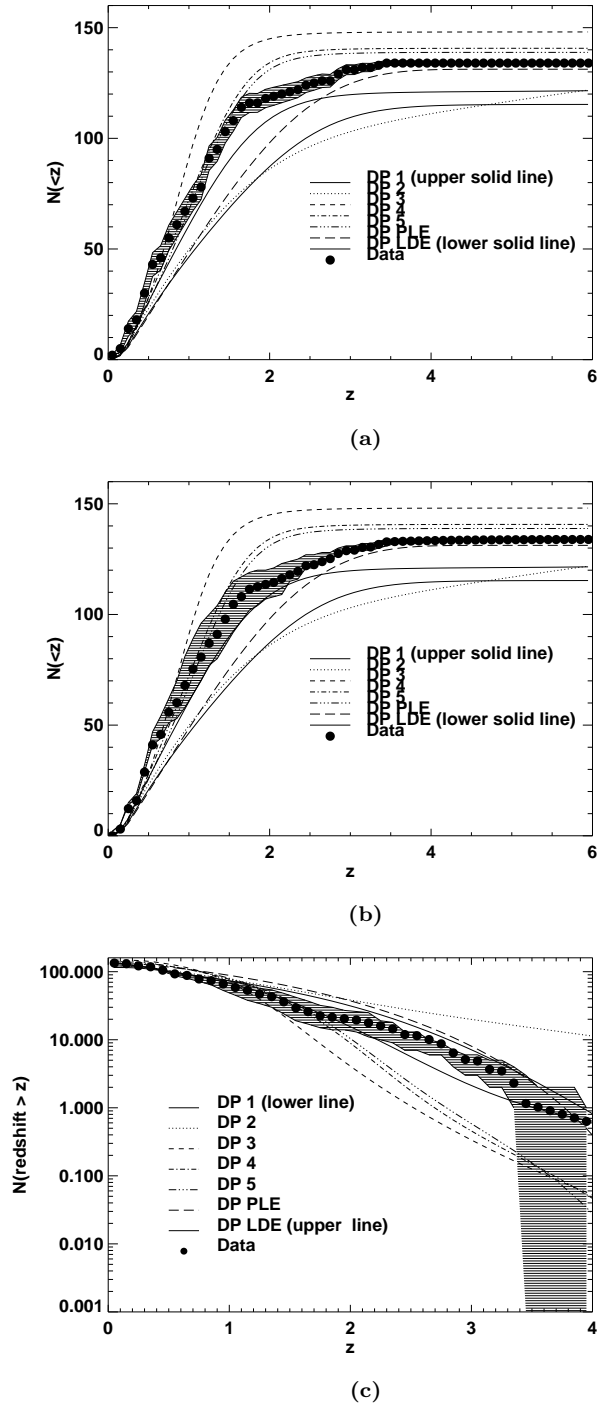 150
100
50
0
N(<z)
DP 1 (upper solid line)
DP 2
DP 3
DP 4
DP 5
DP PLE
DP LDE (lower solid line)
Data
0 2 4 6
z
(a)
150
100
50
0
N(<z)
DP 1 (upper solid line)
DP 2
DP 3
DP 4
DP 5
DP PLE
DP LDE (lower solid line)
Data
0 2 4 6
z
(b)
100.000
10.000
1.000
0.100
0.010
0.001
N(redshift > z)
DP 1 (lower line)
DP 2
DP 3
DP 4
DP 5
DP PLE
DP LDE (upper line)
Data
0 1 2 3 4
z
(c)